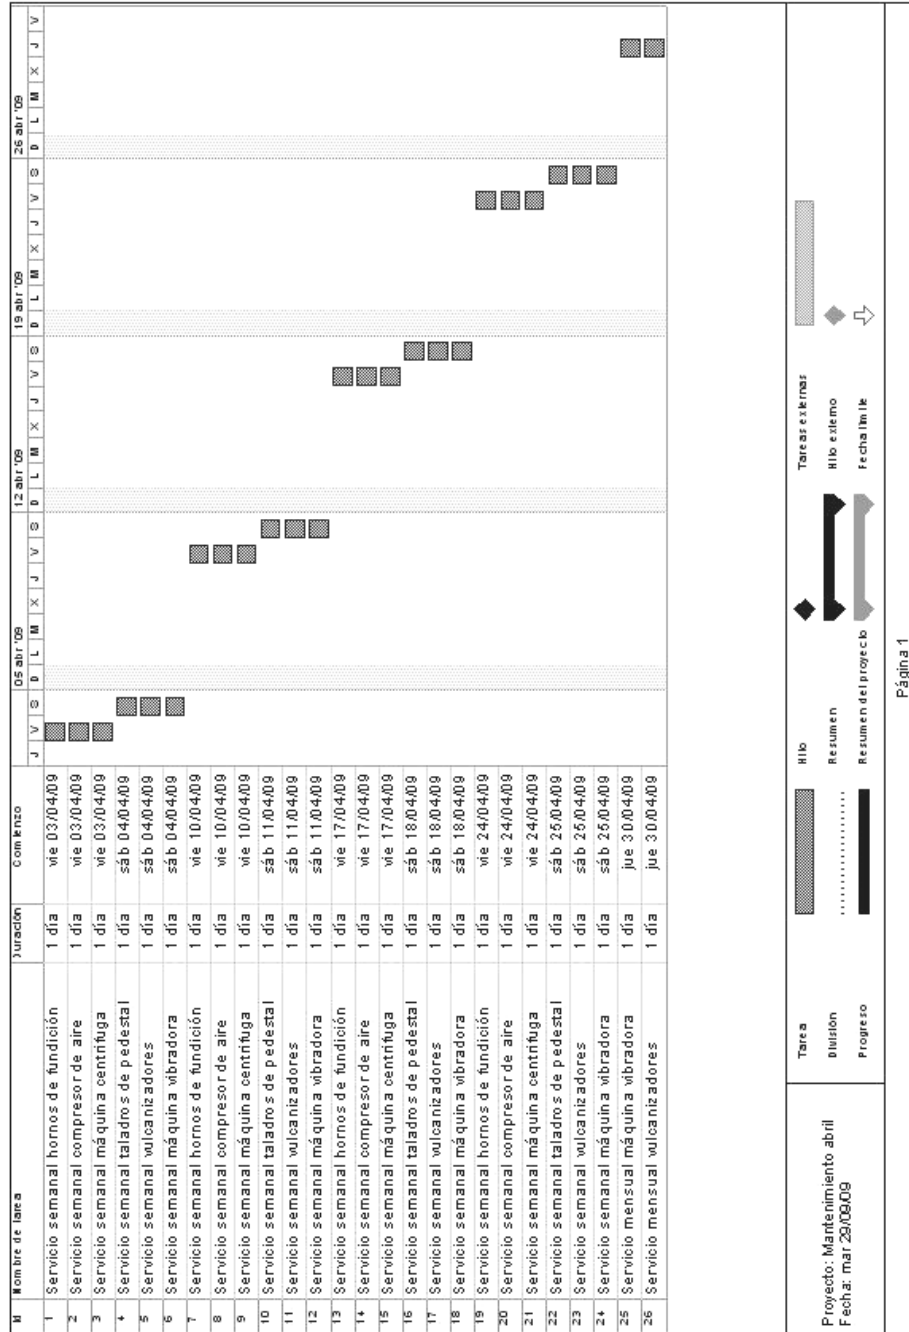 Id Nombre de tarea Duración Comienzo 05 abr '09 12 abr '09 19 abr '09 26 abr '09
J V S D L M X J V S D L M X J V S D L M X J V S D L M X J V
1 Servicio semanal hornos de fundición 1 día vie 03/04/09
2 Servicio semanal compresor de aire 1 día vie 03/04/09
3 Servicio semanal máquina centrífuga 1 día vie 03/04/09
4 Servicio semanal taladros de pedestal 1 día sáb 04/04/09
5 Servicio semanal vulcanizadores 1 día sáb 04/04/09
6 Servicio semanal máquina vibradora 1 día sáb 04/04/09
7 Servicio semanal hornos de fundición 1 día vie 10/04/09
8 Servicio semanal compresor de aire 1 día vie 10/04/09
9 Servicio semanal máquina centrífuga 1 día vie 10/04/09
10 Servicio semanal taladros de pedestal 1 día sáb 11/04/09
11 Servicio semanal vulcanizadores 1 día sáb 11/04/09
12 Servicio semanal máquina vibradora 1 día sáb 11/04/09
13 Servicio semanal hornos de fundición 1 día vie 17/04/09
14 Servicio semanal compresor de aire 1 día vie 17/04/09
15 Servicio semanal máquina centrífuga 1 día vie 17/04/09
16 Servicio semanal taladros de pedestal 1 día sáb 18/04/09
17 Servicio semanal vulcanizadores 1 día sáb 18/04/09
18 Servicio semanal máquina vibradora 1 día sáb 18/04/09
19 Servicio semanal hornos de fundición 1 día vie 24/04/09
20 Servicio semanal compresor de aire 1 día vie 24/04/09
21 Servicio semanal máquina centrífuga 1 día vie 24/04/09
22 Servicio semanal taladros de pedestal 1 día sáb 25/04/09
23 Servicio semanal vulcanizadores 1 día sáb 25/04/09
24 Servicio semanal máquina vibradora 1 día sáb 25/04/09
25 Servicio mensual máquina vibradora 1 día jue 30/04/09
26 Servicio mensual vulcanizadores 1 día jue 30/04/09
Proyecto: Mantenimiento abril
Fecha: mar 29/09/09
Tarea Hito Tareas externas
División Resumen Hito externo
Progreso Resumen del proyecto Fecha límite
Página 1